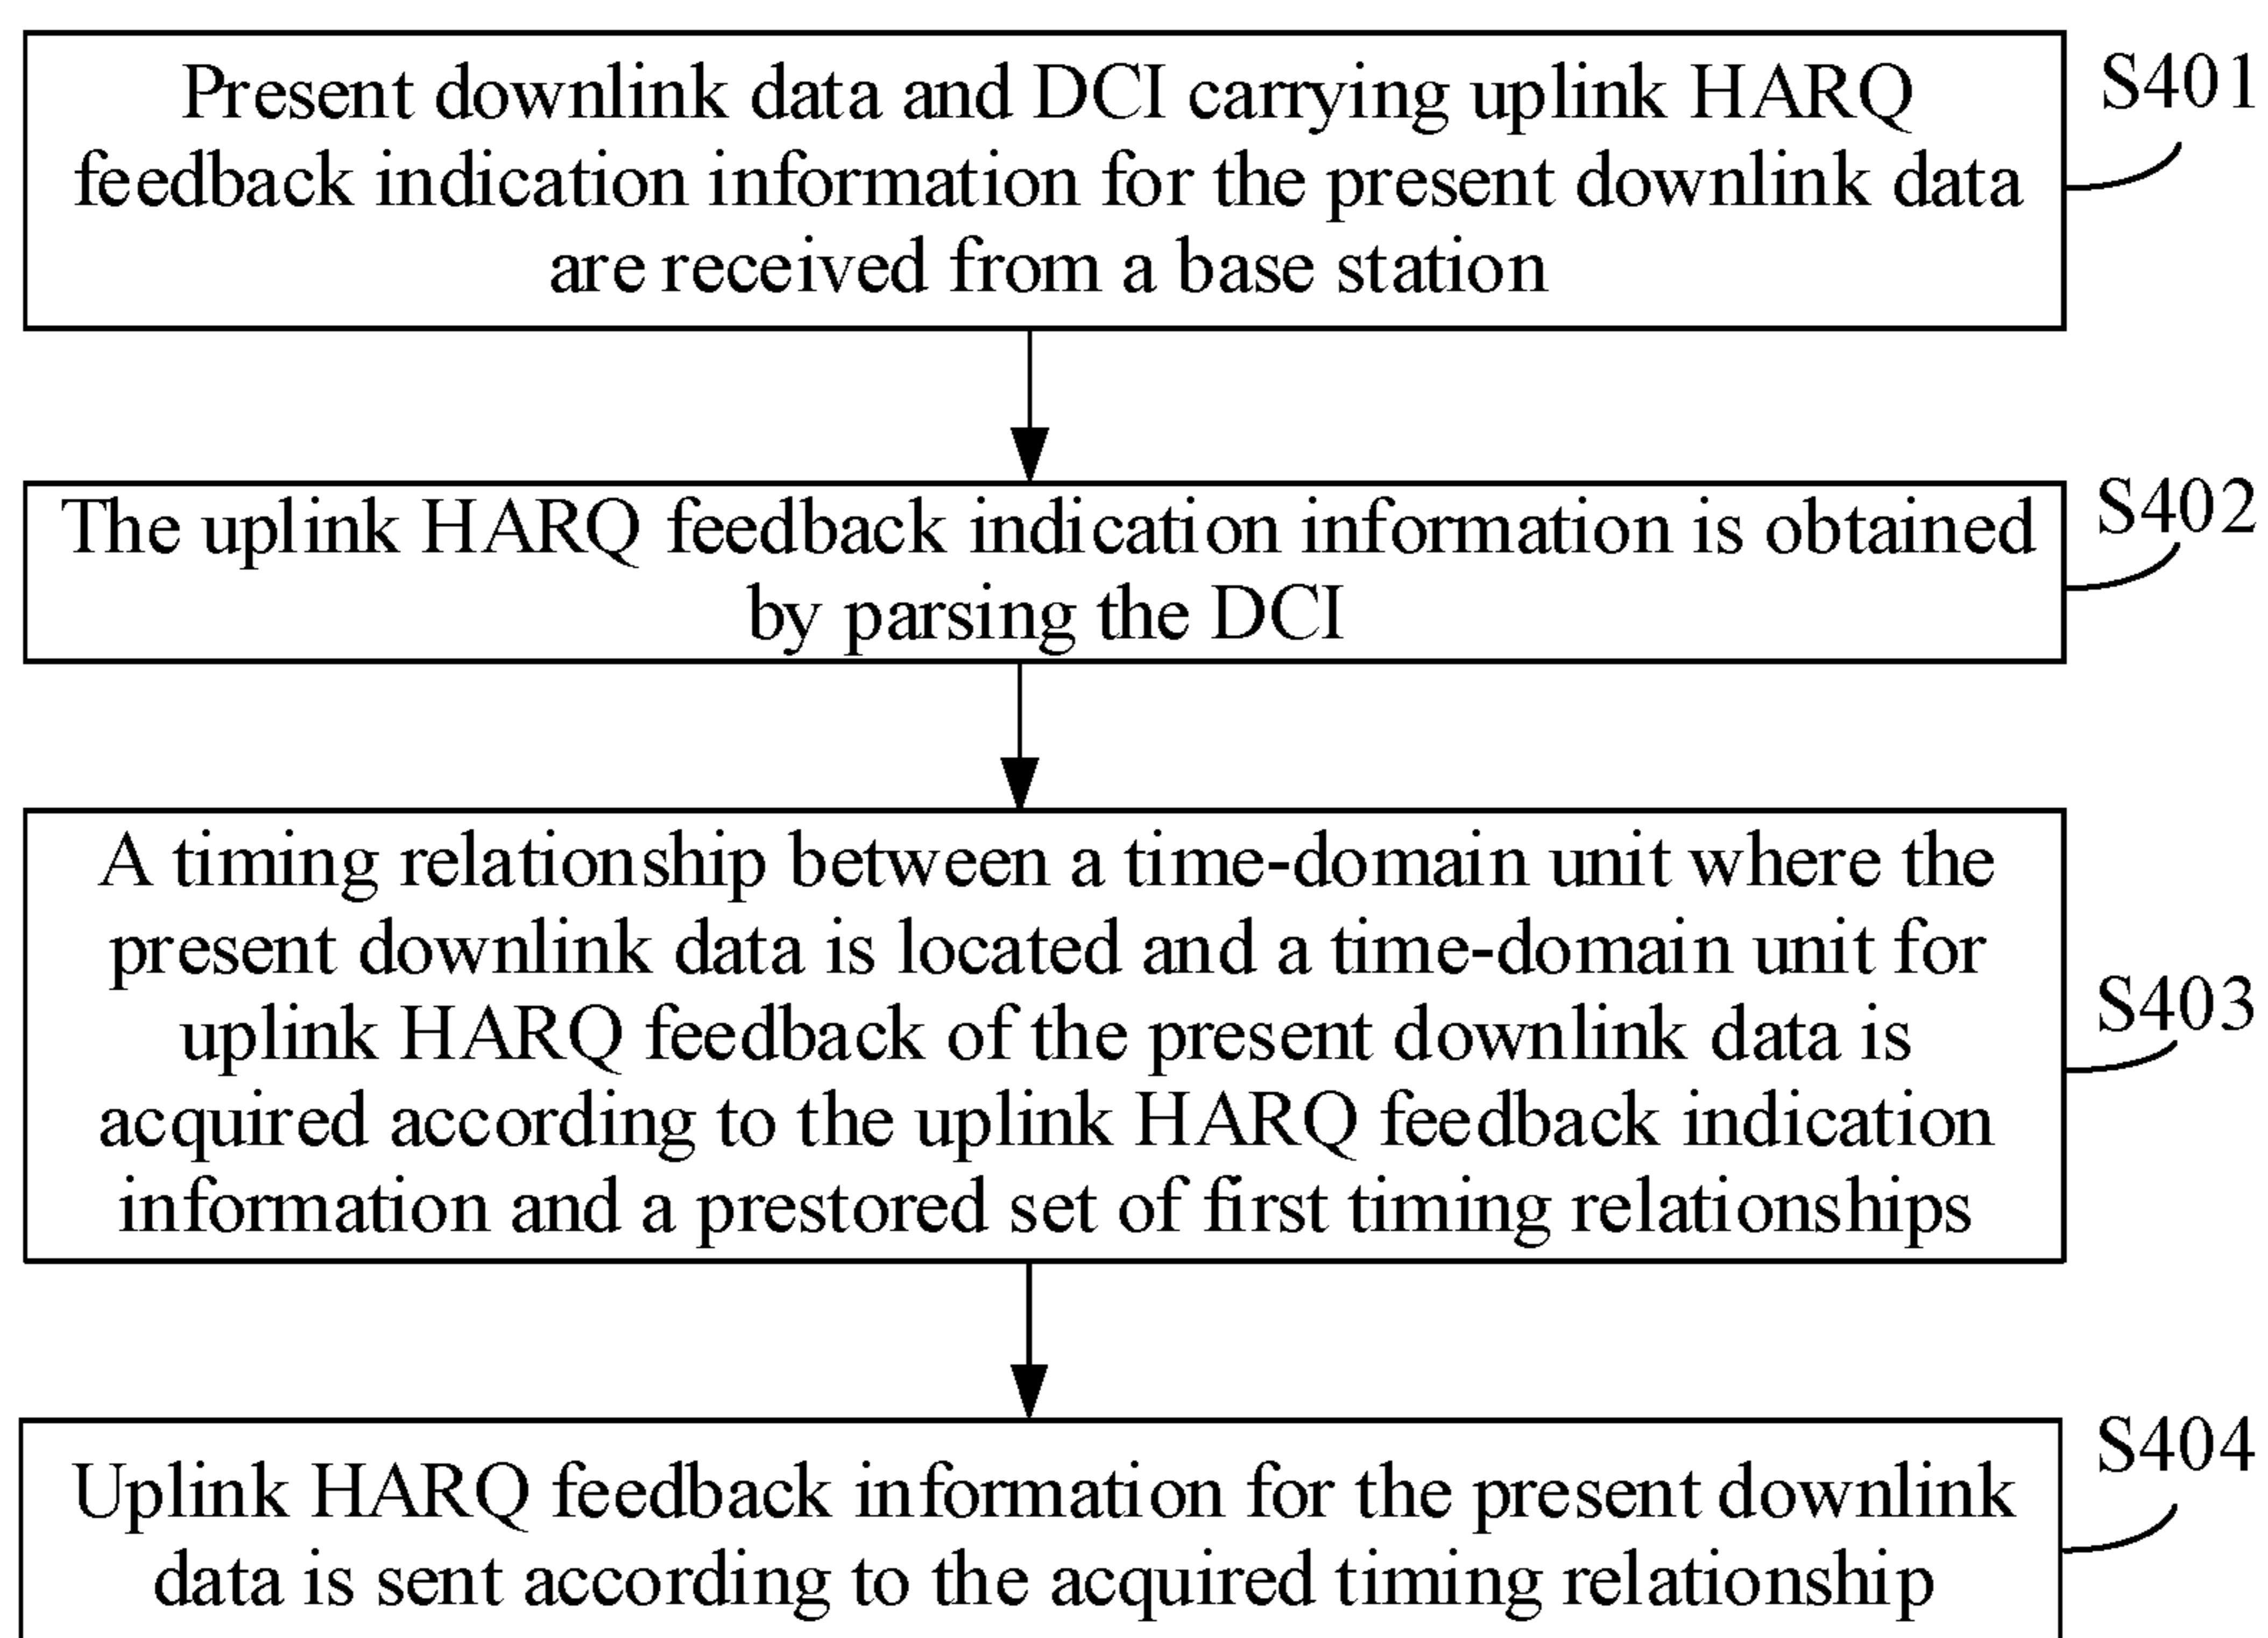 Present downlink data and DCI carrying uplink HARQ
feedback indication information for the present downlink data
are received from a base station
S401
The uplink HARQ feedback indication information is obtained
by parsing the DCI
S402
A timing relationship between a time-domain unit where the
present downlink data is located and a time-domain unit for
uplink HARQ feedback of the present downlink data is
acquired according to the uplink HARQ feedback indication
information and a prestored set of first timing relationships
S403
Uplink HARQ feedback information for the present downlink
data is sent according to the acquired timing relationship
S404